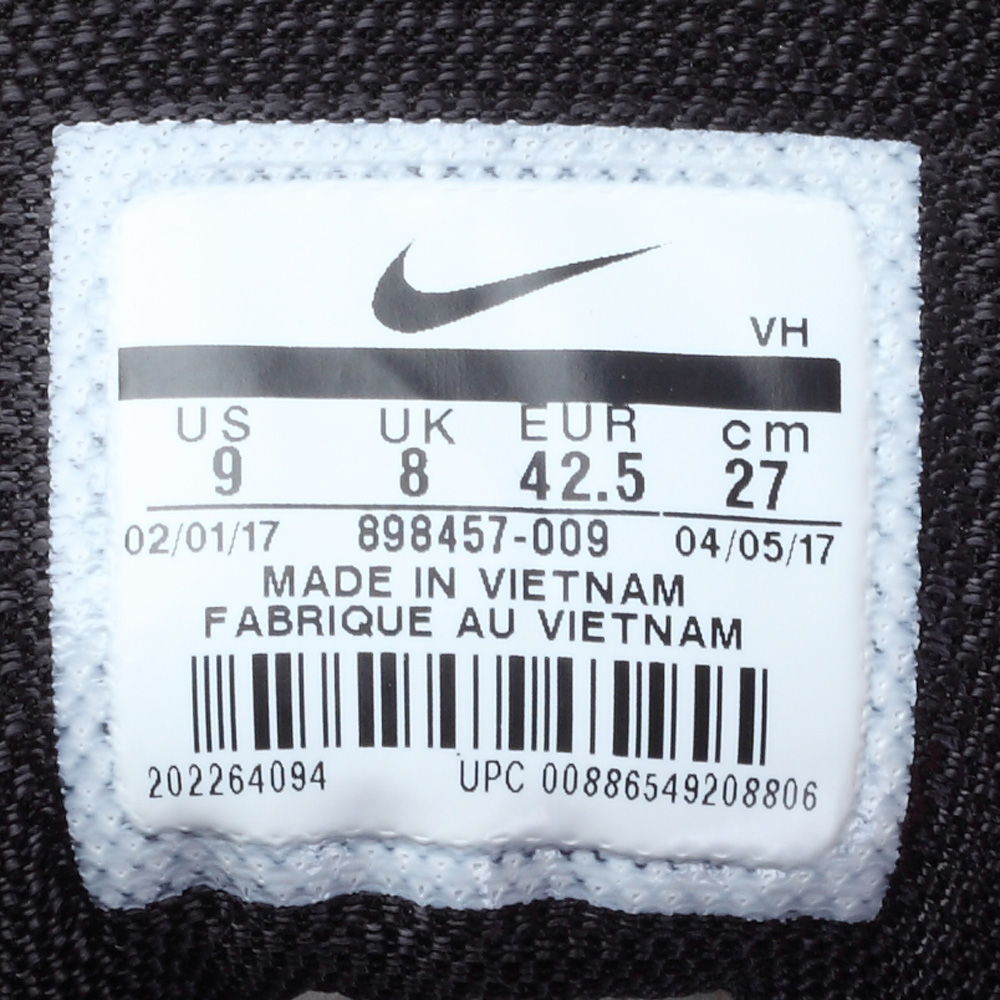 VH
US UK EUR cm
9 8 42.5 27
02/01/17 898457-009 04/05/17
MADE IN VIETNAM
FABRIQUE AU VIETNAM
202264094 UPC 00886549208806